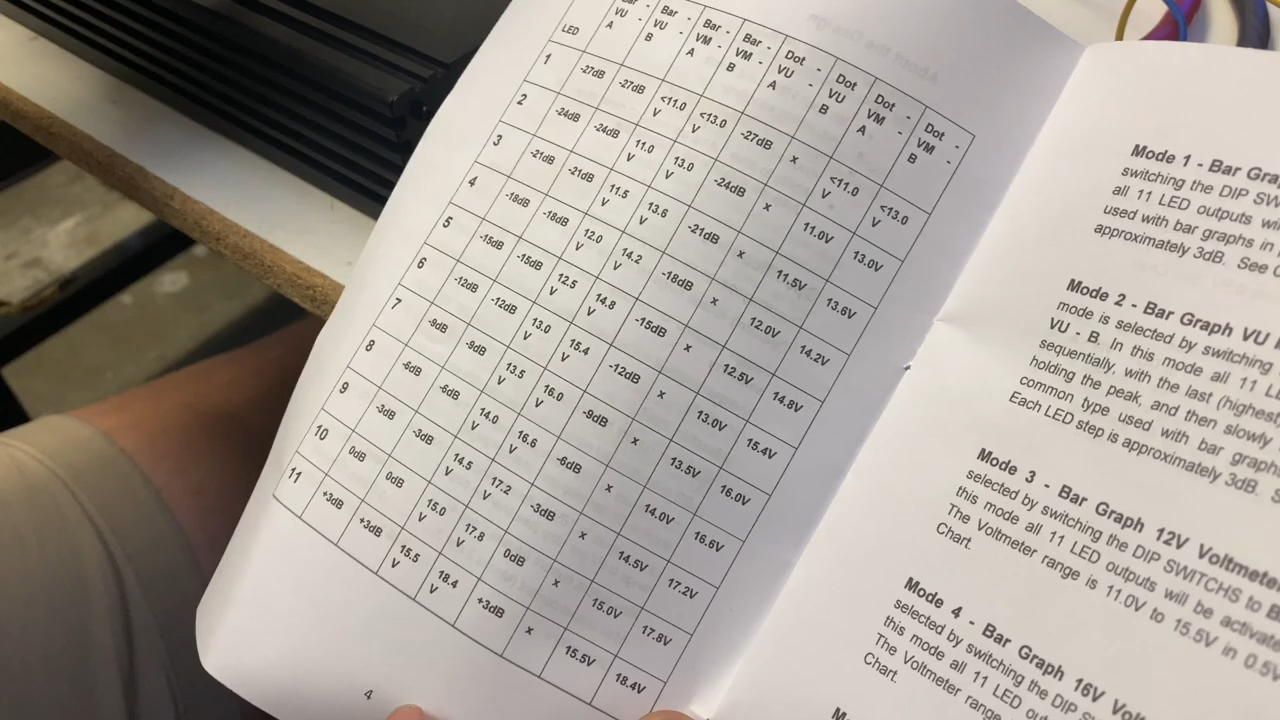 LED Bar - VU - A Bar - VU - B Bar - VM - A Bar - VM - B Dot - VU - A Dot - VU - B Dot - VM - A Dot - VM - B
1 -27dB -27dB <11.0 V <13.0 V -27dB x <11.0 V <13.0 V
2 -24dB -24dB 11.0 V 13.0 V -24dB x 11.0V 13.0V
3 -21dB -21dB 11.5 V 13.6 V -21dB x 11.5V 13.6V
4 -18dB -18dB 12.0 V 14.2 V -18dB x 12.0V 14.2V
5 -15dB -15dB 12.5 V 14.8 V -15dB x 12.5V 14.8V
6 -12dB -12dB 13.0 V 15.4 V -12dB x 13.0V 15.4V
7 -9dB -9dB 13.5 V 16.0 V -9dB x 13.5V 16.0V
8 -6dB -6dB 14.0 V 16.6 V -6dB x 14.0V 16.6V
9 -3dB -3dB 14.5 V 17.2 V -3dB x 14.5V 17.2V
10 0dB 0dB 15.0 V 17.8 V 0dB x 15.0V 17.8V
11 +3dB +3dB 15.5 V 18.4 V +3dB x 15.5V 18.4V
4
Mode 1 - Bar Gra
switching the DIP SW
all 11 LED outputs wi
used with bar graphs in
approximately 3dB. See
Mode 2 - Bar Graph VU
mode is selected by switching
VU - B. In this mode all 11 L
sequentially, with the last (highest,
holding the peak, and then slowly
common type used with bar graph
Each LED step is approximately 3dB. S
Mode 3 - Bar Graph 12V Voltmete
selected by switching the DIP SWITCHS to B
this mode all 11 LED outputs will be activate
The Voltmeter range is 11.0V to 15.5V in 0.5V
Chart.
Mode 4 - Bar Graph 16V Volt
selected by switching the DIP SW
this mode all 11 LED out
The Voltmeter range
Chart.